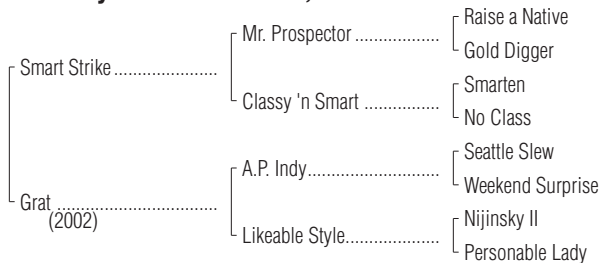 Raise a Native
Mr. Prospector ..................
Gold Digger
Smart Strike ......................
Smarten
Classy 'n Smart ................
No Class
Seattle Slew
A.P. Indy............................
Weekend Surprise
Grat ..................................
(2002)
Nijinsky II
Likeable Style....................
Personable Lady